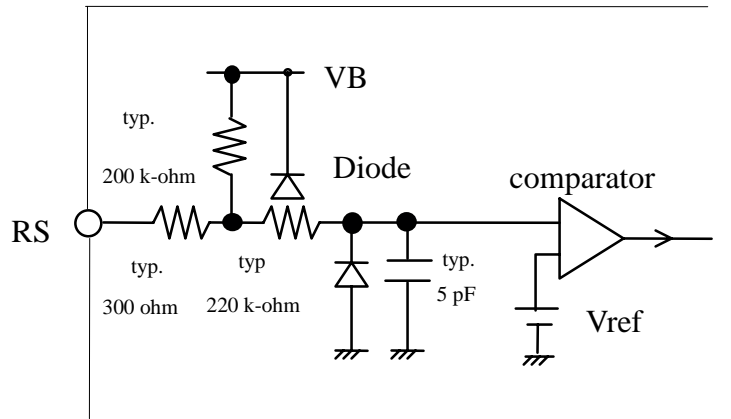 VB
typ.
200 k-ohm
Diode
comparator
RS
typ.
300 ohm
typ
220 k-ohm
typ.
5 pF
Vref